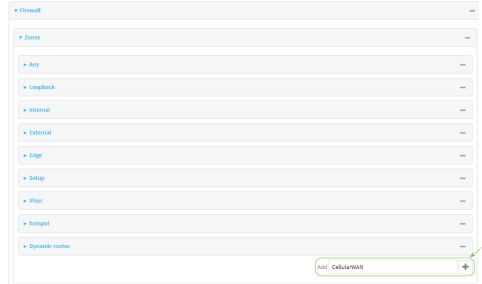 Firewall
Zones
Any
Loopback
Internal
External
Edge
Setup
IPsec
hotspot
Dynamic routes
Add CellularWAN